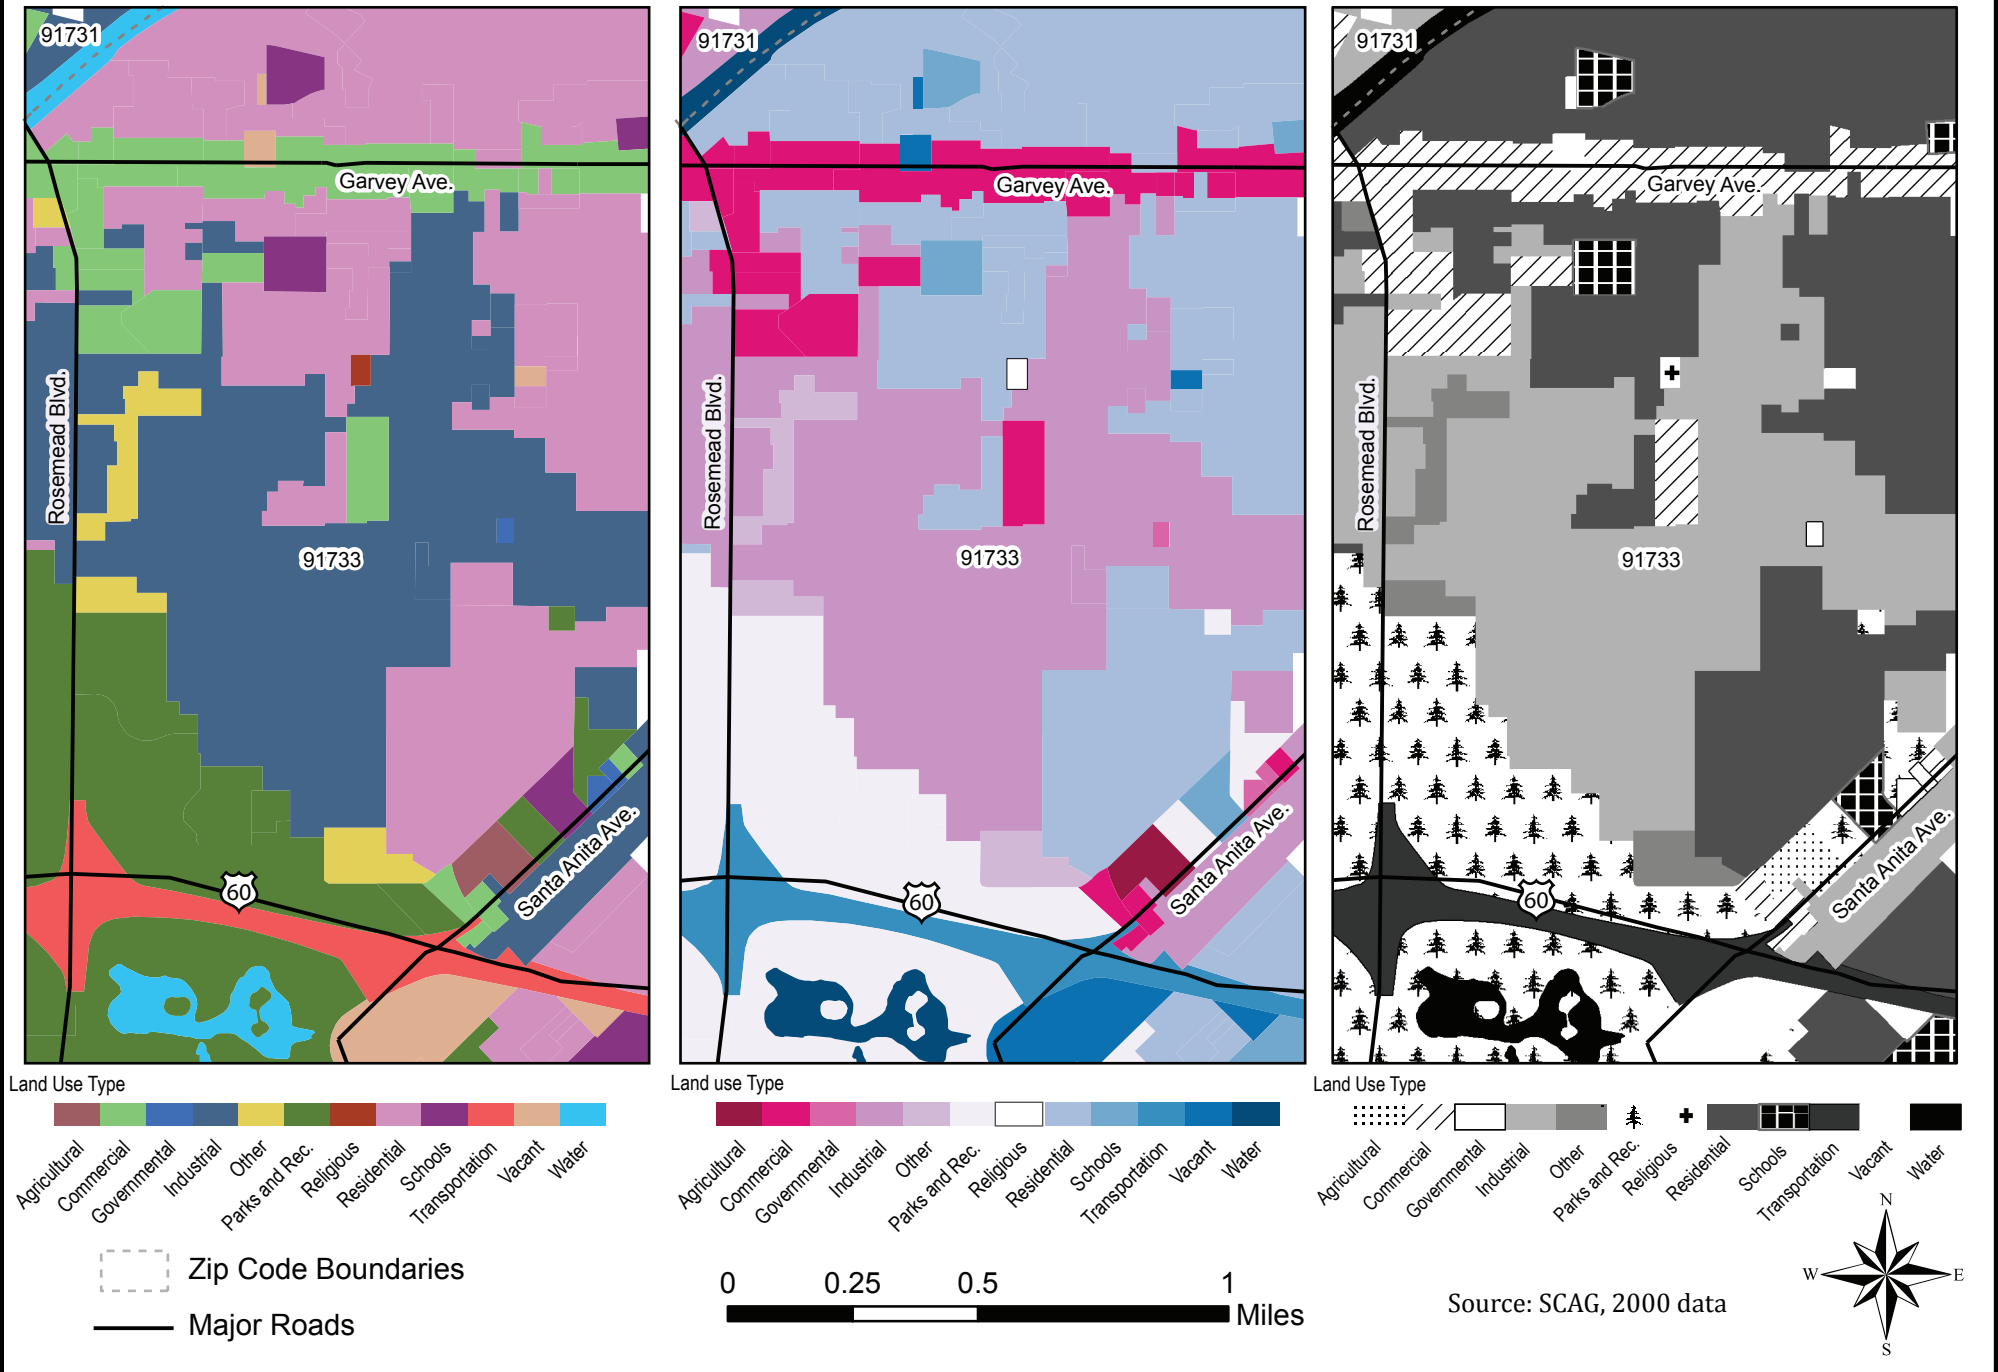 91731
Garvey Ave.
Rosemead Blvd.
91733
Santa Anita Ave.
60
91731
Garvey Ave.
Rosemead Blvd.
91733
Santa Anita Ave.
60
91731
Garvey Ave.
Rosemead Blvd.
91733
Santa Anita Ave.
60
Land Use Type
Agricultural
Commercial
Governmental
Industrial
Other
Parks and Rec.
Religious
Residential
Schools
Transportation
Vacant
Water
Land use Type
Agricultural
Commercial
Governmental
Industrial
Other
Parks and Rec.
Religious
Residential
Schools
Transportation
Vacant
Water
Land Use Type
Agricultural
Commercial
Governmental
Industrial
Other
Parks and Rec.
Religious
Residential
Schools
Transportation
Vacant
Water
Zip Code Boundaries
Major Roads
0 0.25 0.5 1
Miles
Source: SCAG, 2000 data
N
W E
S